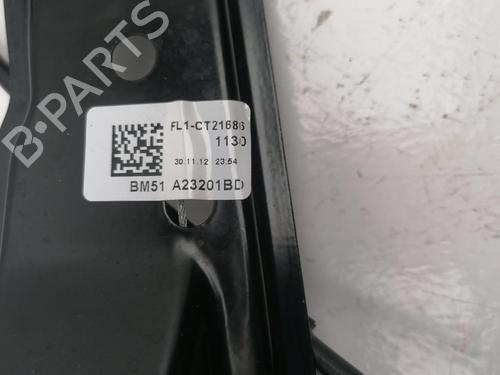 B-PARTS
FL1-CT21686
1130
30.11.12 23:54
BM51 A23201BD